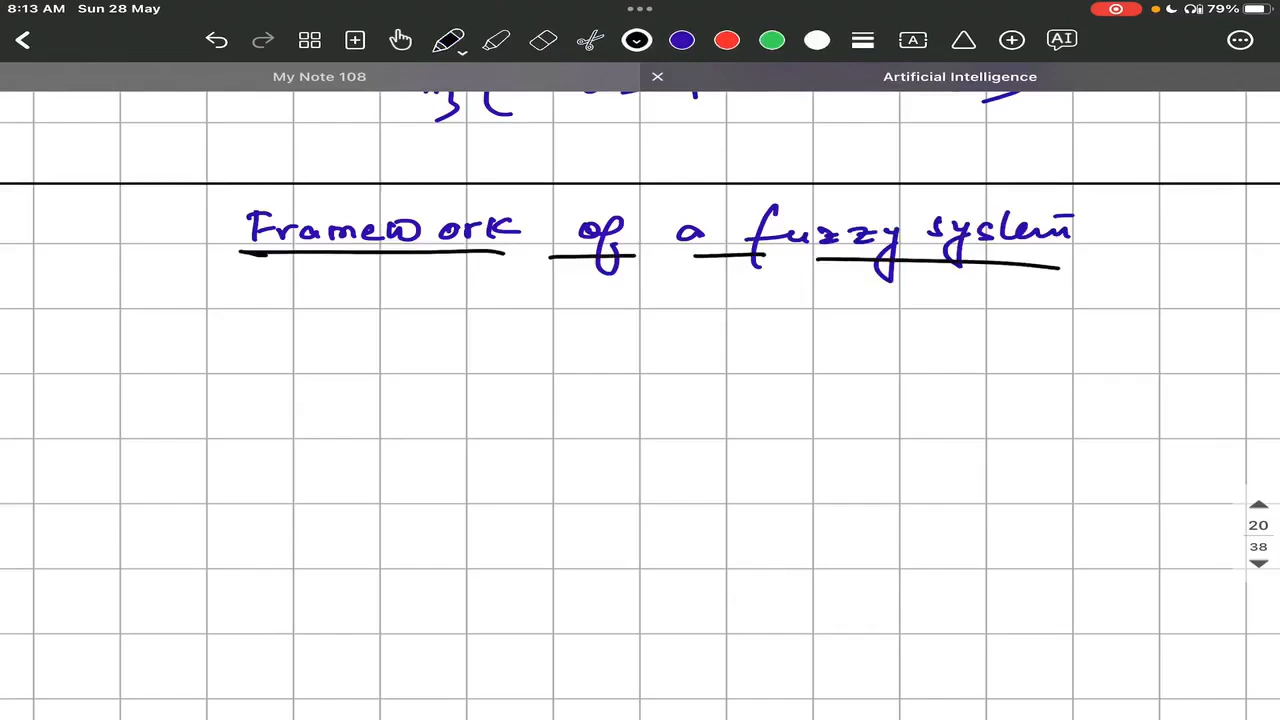 8:13 AM Sun 28 May
79%
My Note 108
Artificial Intelligence
Framework of a fuzzy system
20
38